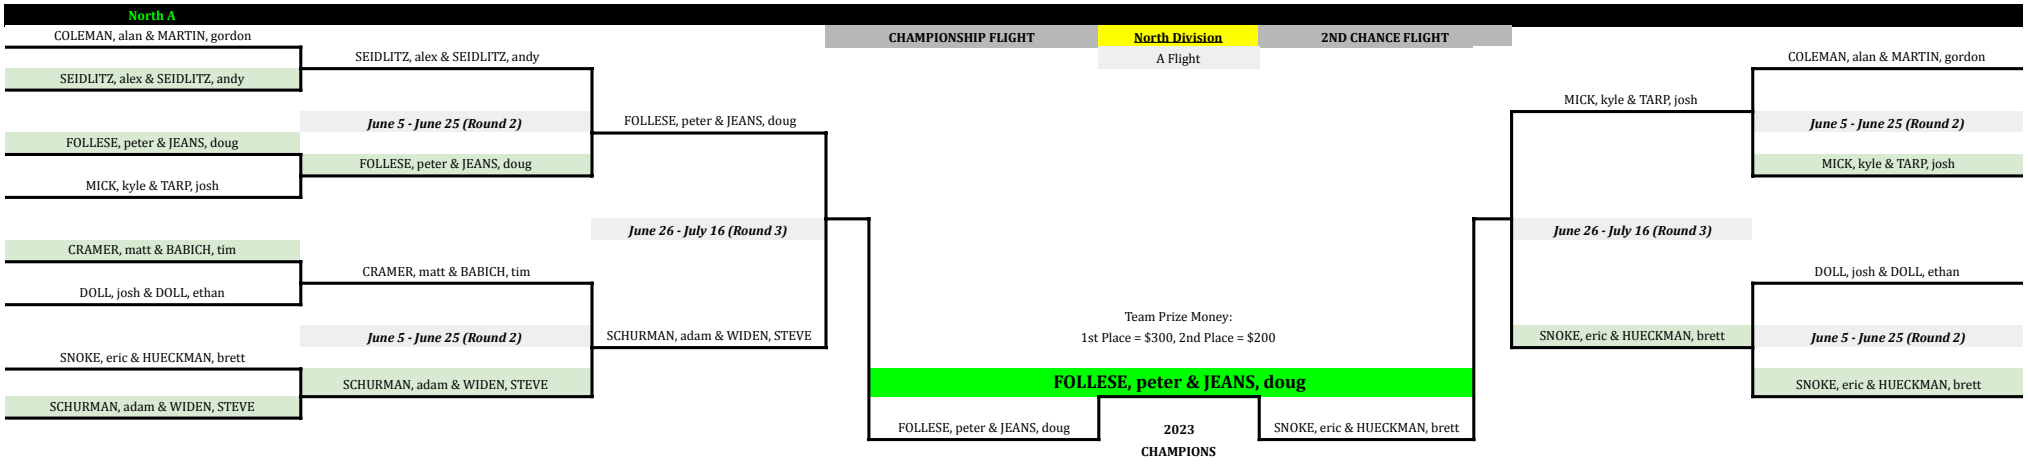 North A
COLEMAN, alan & MARTIN, gordon
CHAMPIONSHIP FLIGHT North Division 2ND CHANCE FLIGHT
SEIDLITZ, alex & SEIDLITZ, andy A Flight COLEMAN, alan & MARTIN, gordon
SEIDLITZ, alex & SEIDLITZ, andy
MICK, kyle & TARP, josh
June 5 - June 25 (Round 2) FOLLESE, peter & JEANS, doug June 5 - June 25 (Round 2)
FOLLESE, peter & JEANS, doug
FOLLESE, peter & JEANS, doug MICK, kyle & TARP, josh
MICK, kyle & TARP, josh
June 26 - July 16 (Round 3) June 26 - July 16 (Round 3)
CRAMER, matt & BABICH, tim
CRAMER, matt & BABICH, tim DOLL, josh & DOLL, ethan
DOLL, josh & DOLL, ethan
Team Prize Money:
June 5 - June 25 (Round 2) SCHURMAN, adam & WIDEN, STEVE 1st Place = $300, 2nd Place = $200 SNOKE, eric & HUECKMAN, brett June 5 - June 25 (Round 2)
SNOKE, eric & HUECKMAN, brett
SCHURMAN, adam & WIDEN, STEVE FOLLESE, peter & JEANS, doug SNOKE, eric & HUECKMAN, brett
SCHURMAN, adam & WIDEN, STEVE
FOLLESE, peter & JEANS, doug 2023 SNOKE, eric & HUECKMAN, brett
CHAMPIONS